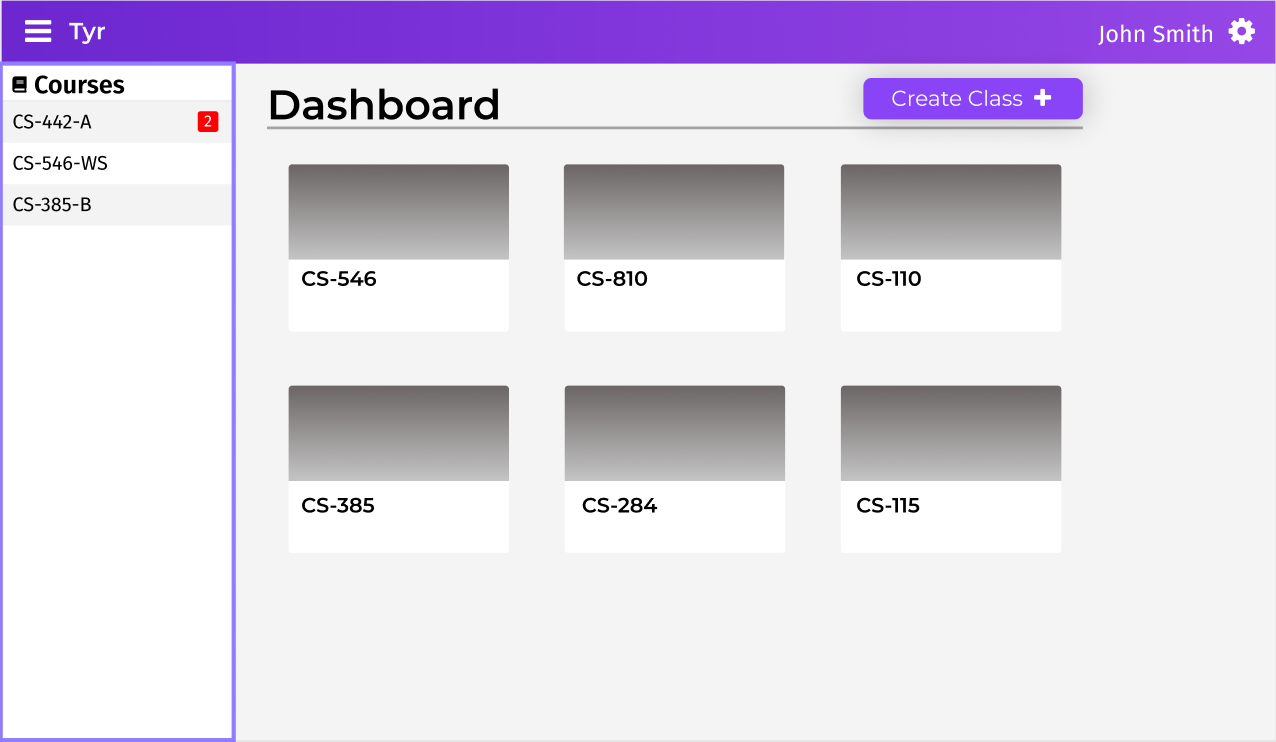 Tyr
John Smith
Courses
CS-442-A
2
CS-546-WS
CS-385-B
Dashboard
Create Class
CS-546
CS-810
CS-110
CS-385
CS-284
CS-115